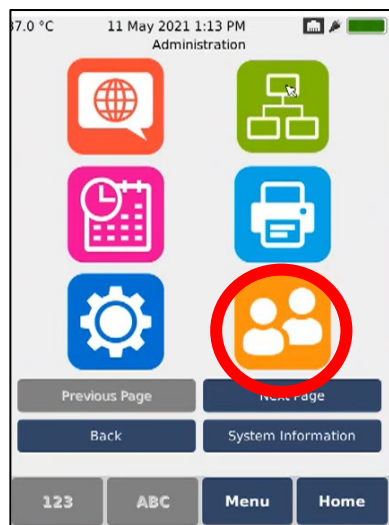 37.0 °C 11 May 2021 1:13 PM
Administration
Previous Page Next Page
Back System Information
123 ABC Menu Home